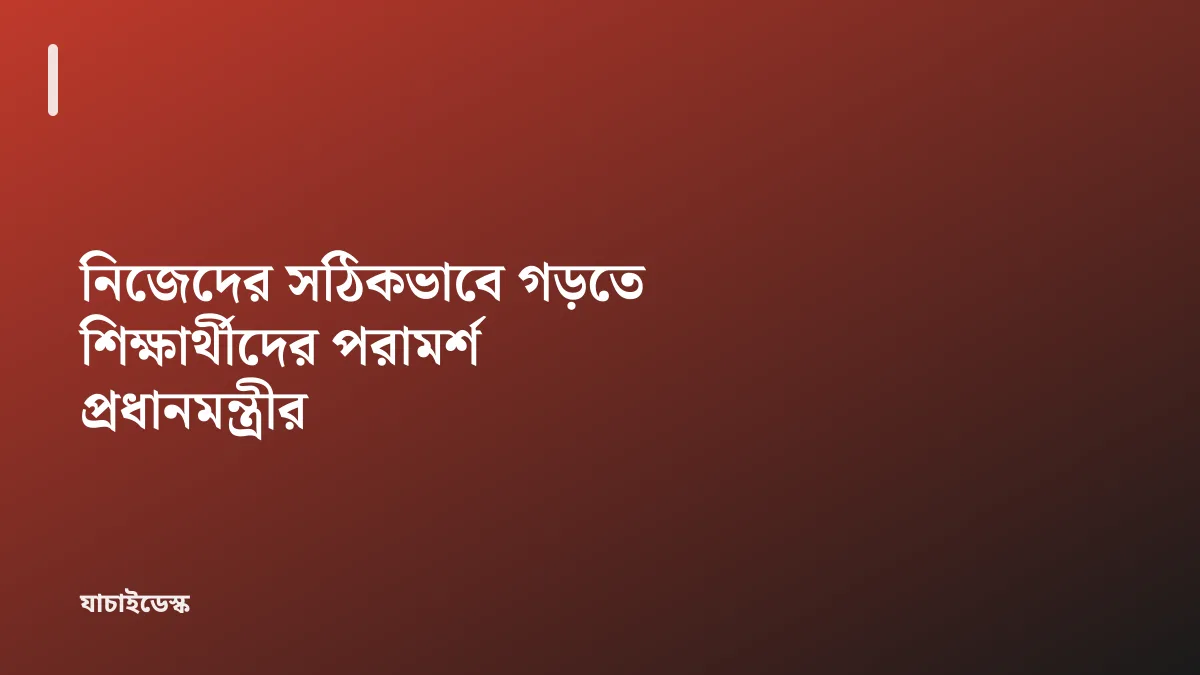 নিজেদের সঠিকভাবে গড়তে
শিক্ষার্থীদের পরামর্শ
প্রধানমন্ত্রীর
যাচাইডেস্ক